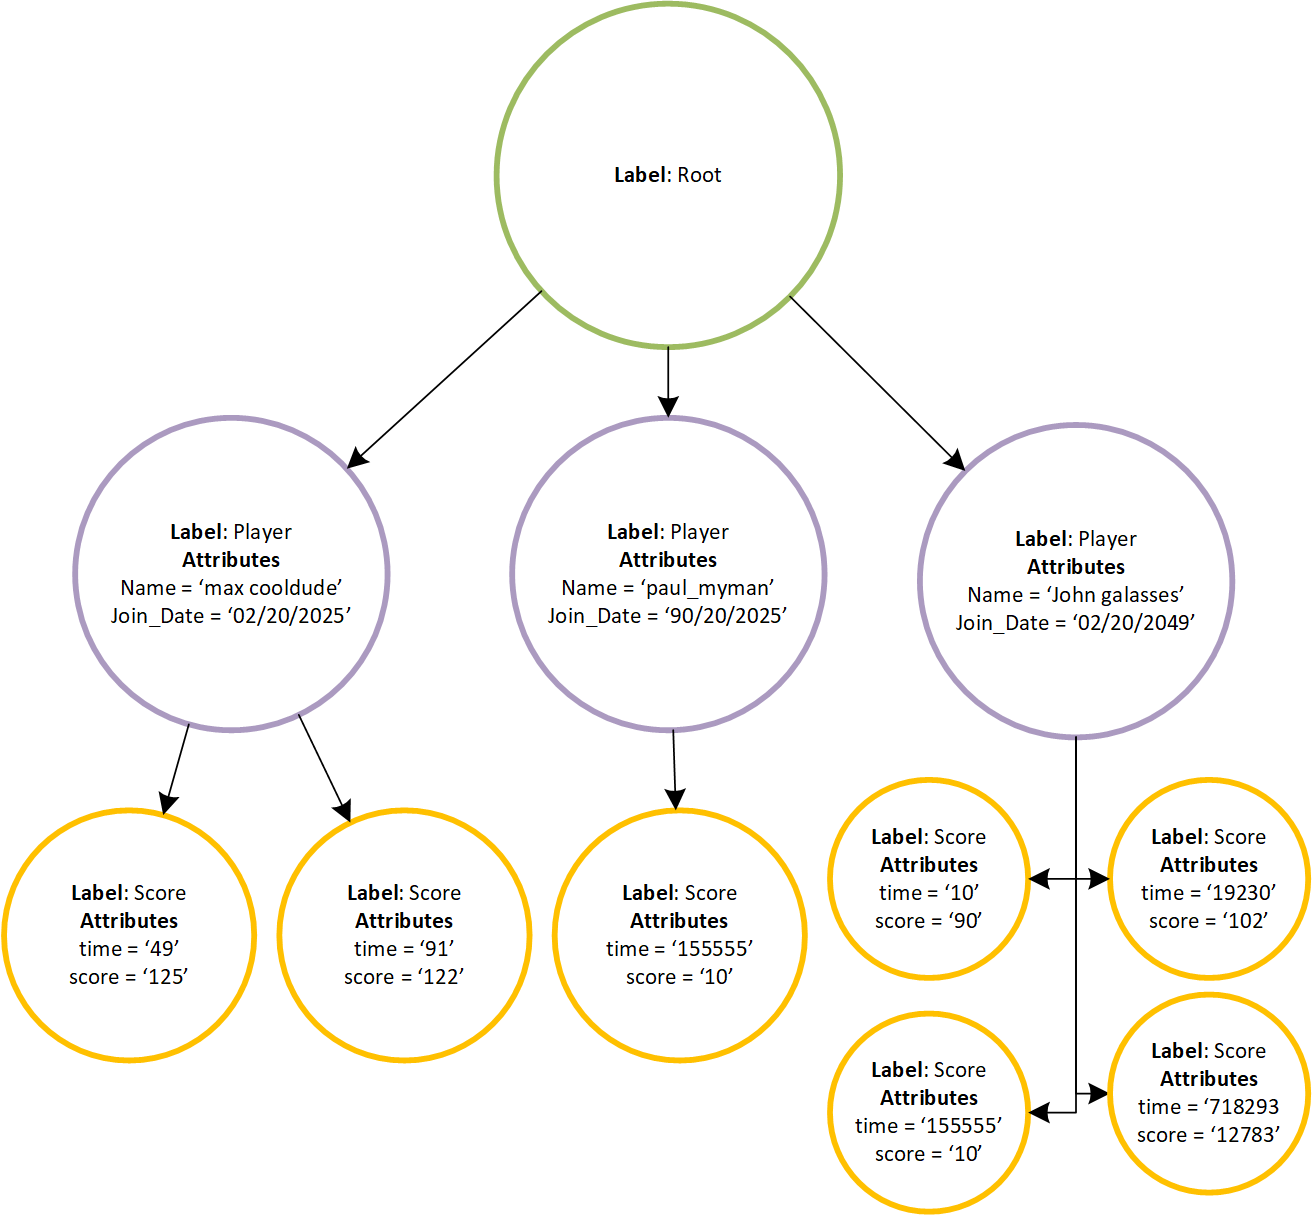 Label: Root
Label: Player
Attributes
Name = ‘max cooldude’
Join_Date = ‘02/20/2025’
Label: Player
Attributes
Name = ‘paul_myman’
Join_Date = ‘90/20/2025’
Label: Player
Attributes
Name = ‘John galasses’
Join_Date = ‘02/20/2049’
Label: Score
Attributes
time = ‘49’
score = ‘125’
Label: Score
Attributes
time = ‘91’
score = ‘122’
Label: Score
Attributes
time = ‘155555’
score = ‘10’
Label: Score
Attributes
time = ‘10’
score = ‘90’
Label: Score
Attributes
time = ‘19230’
score = ‘102’
Label: Score
Attributes
time = ‘155555’
score = ‘10’
Label: Score
Attributes
time = ‘718293
score = ‘12783’